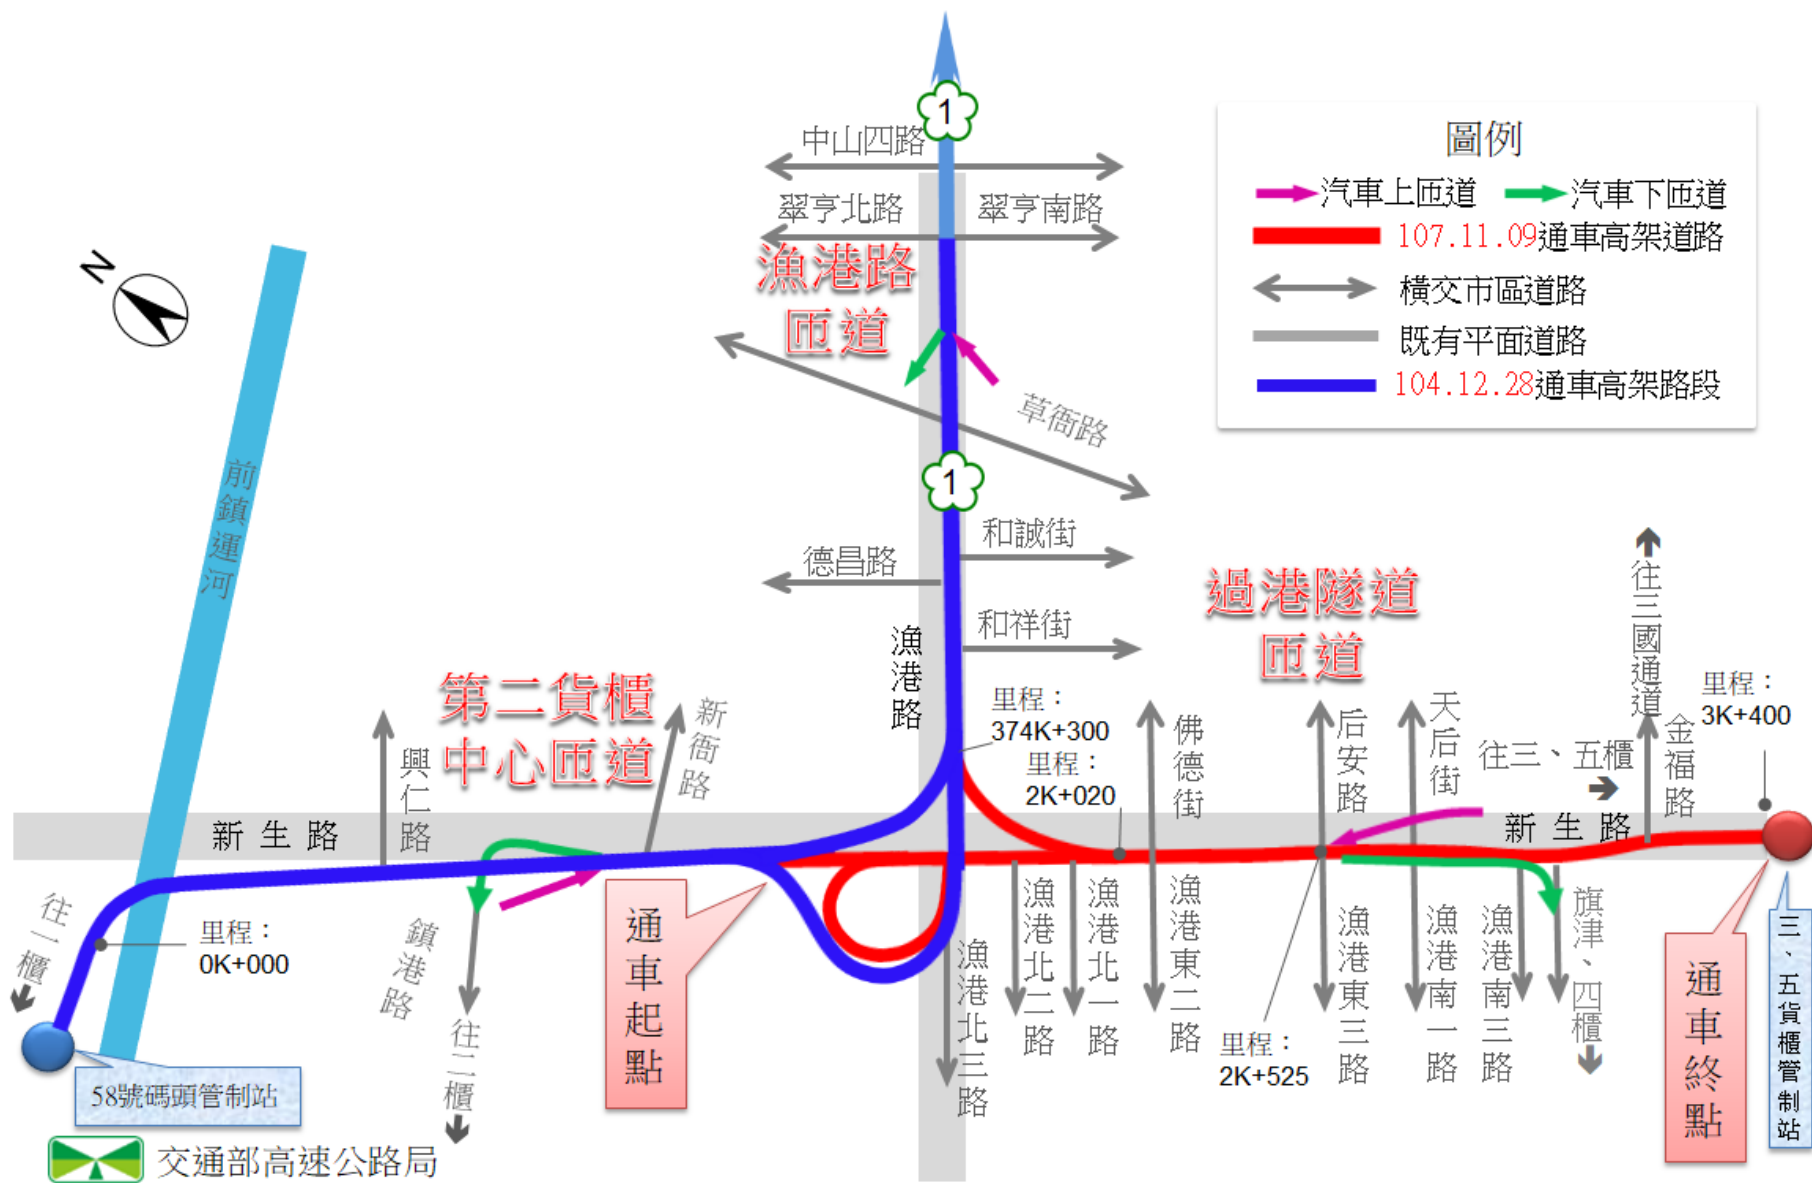 1
中山四路
翠亨北路
翠亨南路
漁港路
匝道
草衙路
1
和誠街
德昌路
和祥街
漁港路
圖例
汽車上匝道
汽車下匝道
107.11.09通車高架道路
橫交市區道路
既有平面道路
104.12.28通車高架路段
N
前鎮運河
第二貨櫃
中心匝道
新衙路
興仁路
新生路
過港隧道
匝道
里程：
374K+300
里程：
2K+020
佛德街
后安路
天后街
往三、五櫃
往三國通道
金福路
里程：
3K+400
新生路
往一櫃
里程：
0K+000
鎮港路
往二櫃
通車起點
漁港北三路
漁港北二路
漁港北一路
漁港東二路
里程：
2K+525
漁港東三路
漁港南一路
漁港南三路
旗津、四櫃
通車終點
三、五貨櫃管制站
58號碼頭管制站
交通部高速公路局